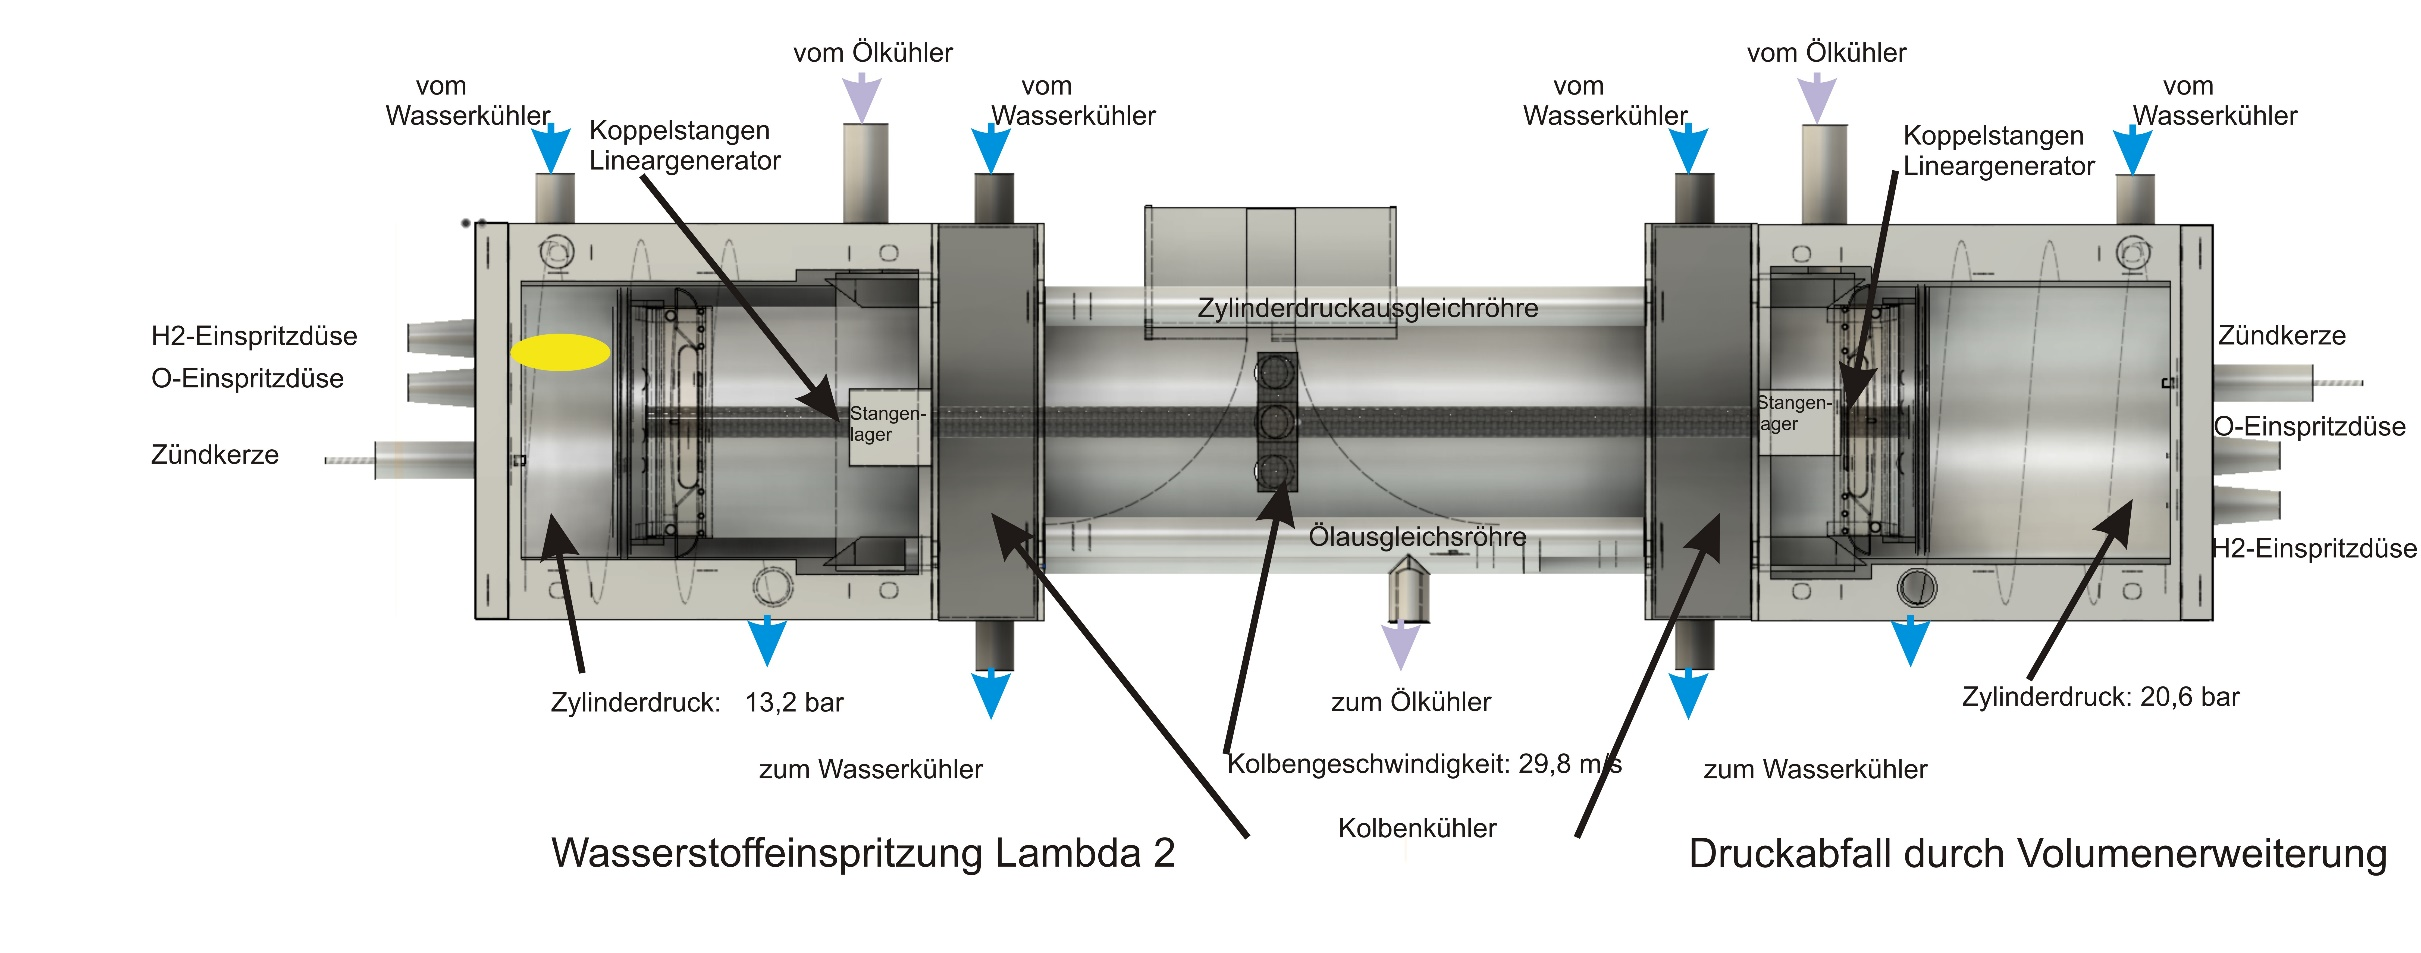 vom Ölkühler
vom Ölkühler
vom
Wasserkühler
vom
Wasserkühler
vom
Wasserkühler
vom
Wasserkühler
Koppelstangen
Lineargenerator
Koppelstangen
Lineargenerator
Zylinderdruckausgleichröhre
H2-Einspritzdüse
O-Einspritzdüse
Zündkerze
Stangen-
lager
Stangen-
ager
Zündkerze
O-Einspritzdüse
H2-Einspritzdüse
Ölausgleichsröhre
Zylinderdruck: 13,2 bar
zum Ölkühler
Zylinderdruck: 20,6 bar
zum Wasserkühler
Kolbengeschwindigkeit: 29,8 m/s
zum Wasserkühler
Kolbenkühler
Wasserstoffeinspritzung Lambda 2
Druckabfall durch Volumenerweiterung